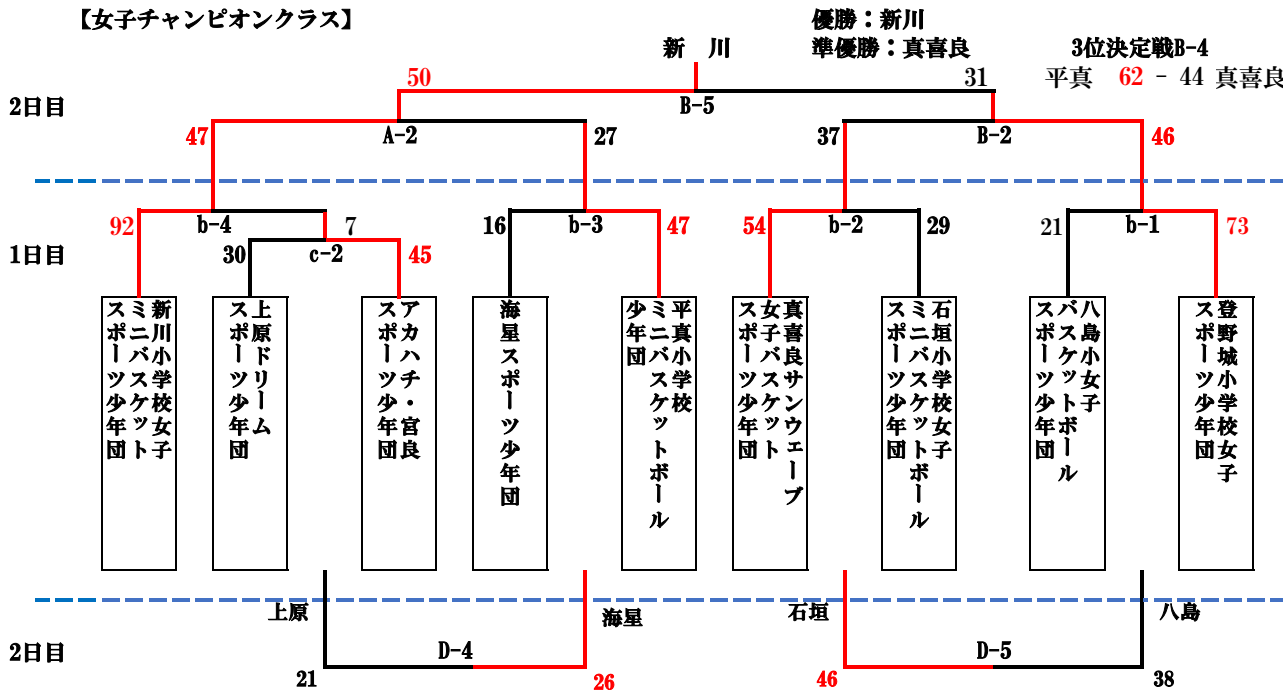 【女子チャンピオンクラス】
優勝：新川
準優勝：真喜良
3位決定戦B-4
平真 62 - 44 真喜良
新 川
50
31
B-5
2日目
47
A-2
27
37
B-2
46
1日目
92
b-4
7
16
b-3
47
54
b-2
29
21
b-1
73
30
c-2
45
新川小学校女子
ミニバスケット
スポーツ少年団
上原ドリーム
スポーツ少年団
アカハチ・宮良
スポーツ少年団
海星スポーツ少年団
平真小学校
ミニバスケットボール
少年団
真喜良サンウェーブ
女子バスケット
スポーツ少年団
石垣小学校女子
ミニバスケットボール
スポーツ少年団
八島小女子
バスケットボール
スポーツ少年団
登野城小学校女子
スポーツ少年団
上原
海星
石垣
八島
2日目
D-4
D-5
21
26
46
38